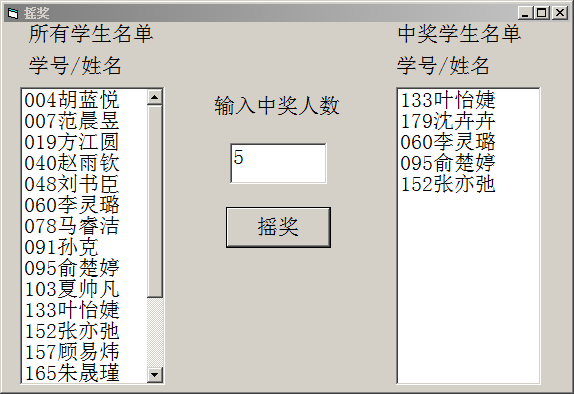 摇奖
所有学生名单
学号/姓名
004胡蓝悦
007范晨昱
019方江圆
040赵雨钦
048刘书臣
060李灵璐
078马睿洁
091孙克
095俞楚婷
103夏帅凡
133叶怡婕
152张亦弛
157顾易炜
165朱晟瑾
输入中奖人数
5
摇奖
中奖学生名单
学号/姓名
133叶怡婕
179沈卉卉
060李灵璐
095俞楚婷
152张亦弛